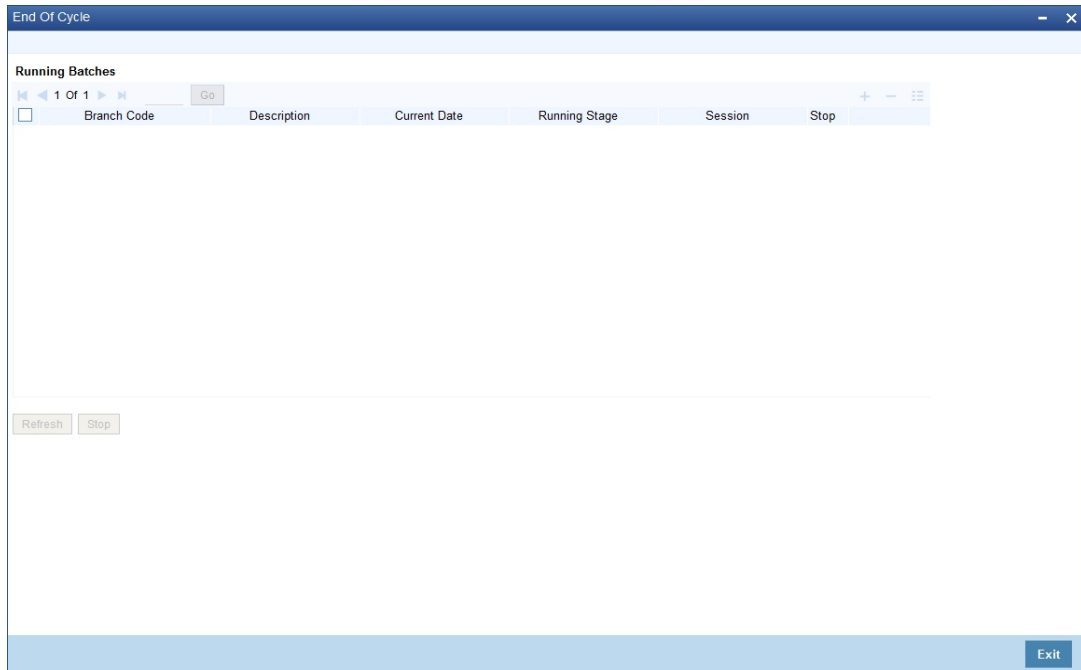 End Of Cycle
Running Batches
1 Of 1 Go
Branch Code Description Current Date Running Stage Session Stop
Refresh Stop
Exit